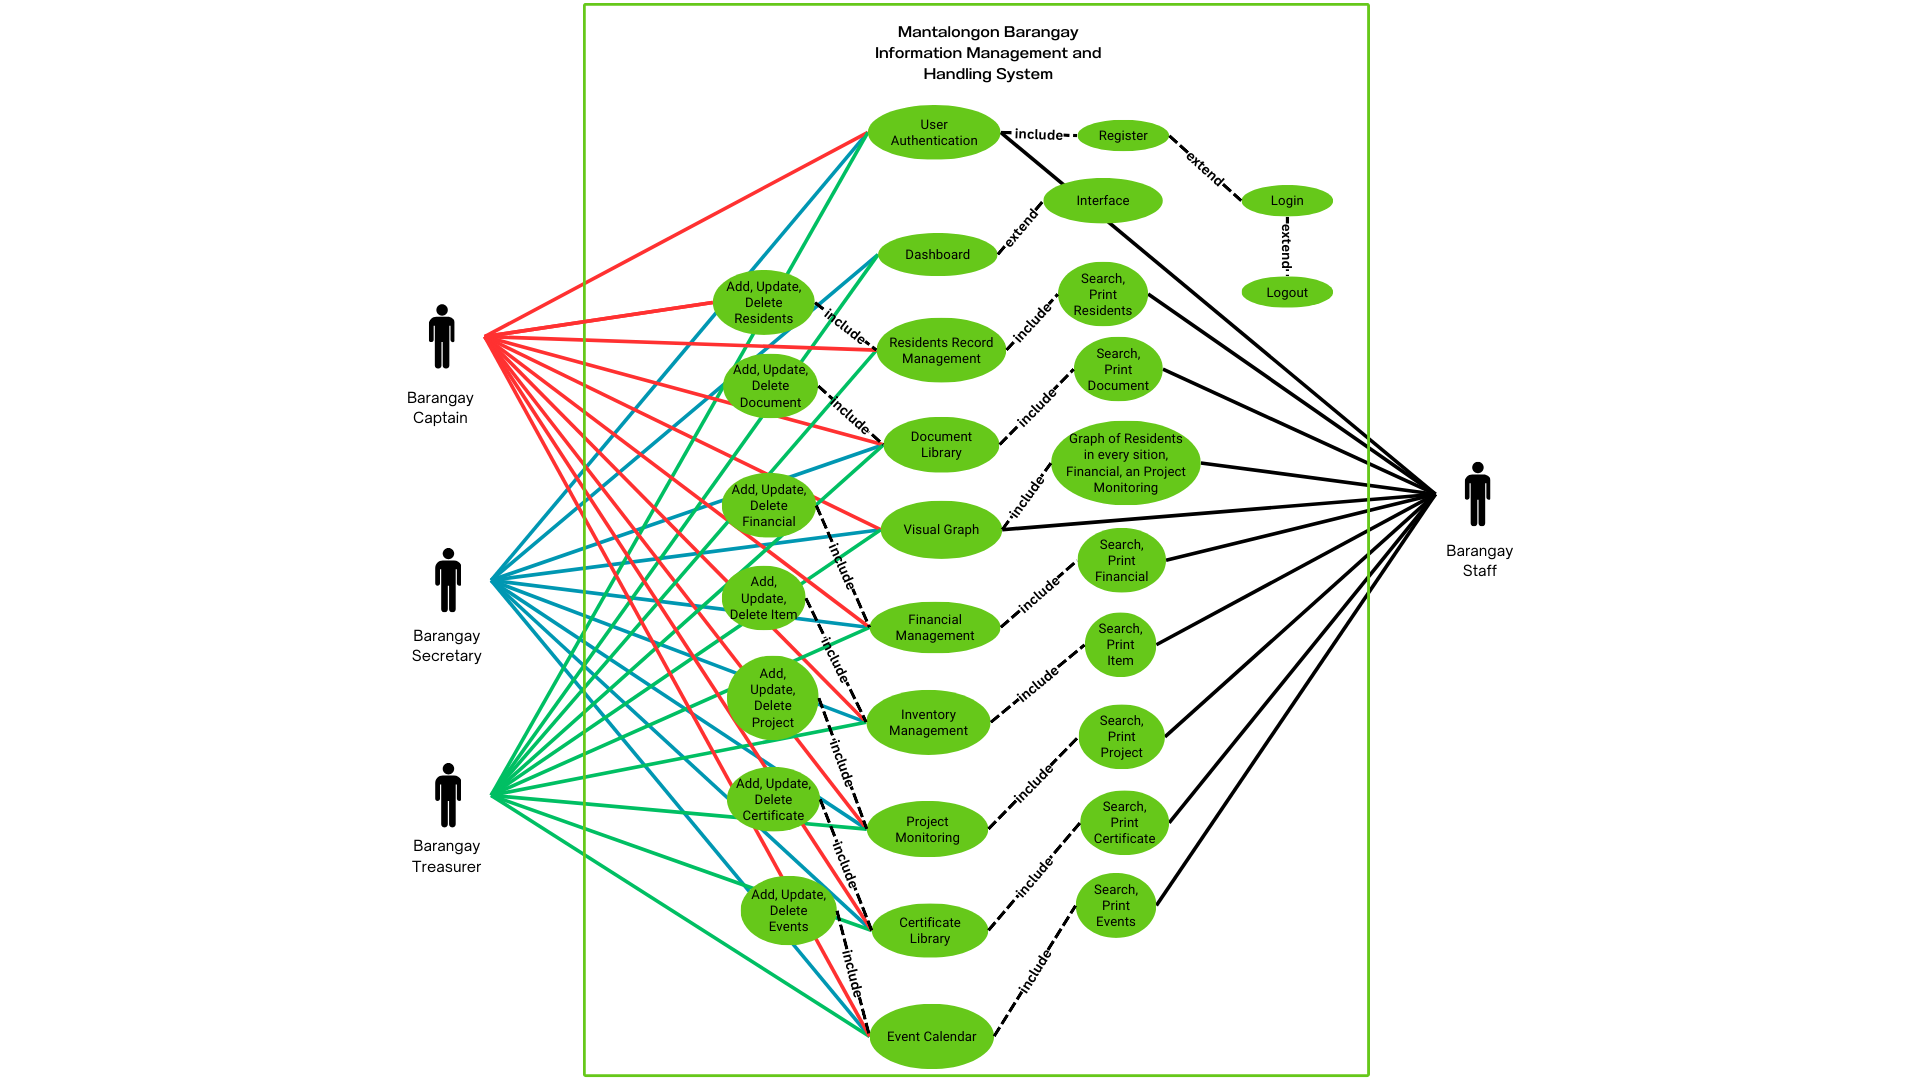 Mantalongon Barangay
Information Management and
Handling System
User
Authentication
include
Register
extend
Login
extend
Logout
Interface
extend
Dashboard
Add, Update,
Delete
Residents
include
Residents Record
Management
include
Search,
Print
Residents
Add, Update,
Delete
Document
include
Document
Library
include
Search,
Print
Document
Graph of Residents
in every sition,
Financial, an Project
Monitoring
include
Visual Graph
Add, Update,
Delete
Financial
include
Financial
Management
include
Search,
Print
Financial
Add,
Update,
Delete Item
include
Inventory
Management
include
Search,
Print
Item
Add,
Update,
Delete
Project
include
Project
Monitoring
include
Search,
Print
Project
Add, Update,
Delete
Certificate
include
Certificate
Library
include
Search,
Print
Certificate
Add, Update,
Delete
Events
include
Event Calendar
include
Search,
Print
Events
Barangay
Captain
Barangay
Secretary
Barangay
Treasurer
Barangay
Staff